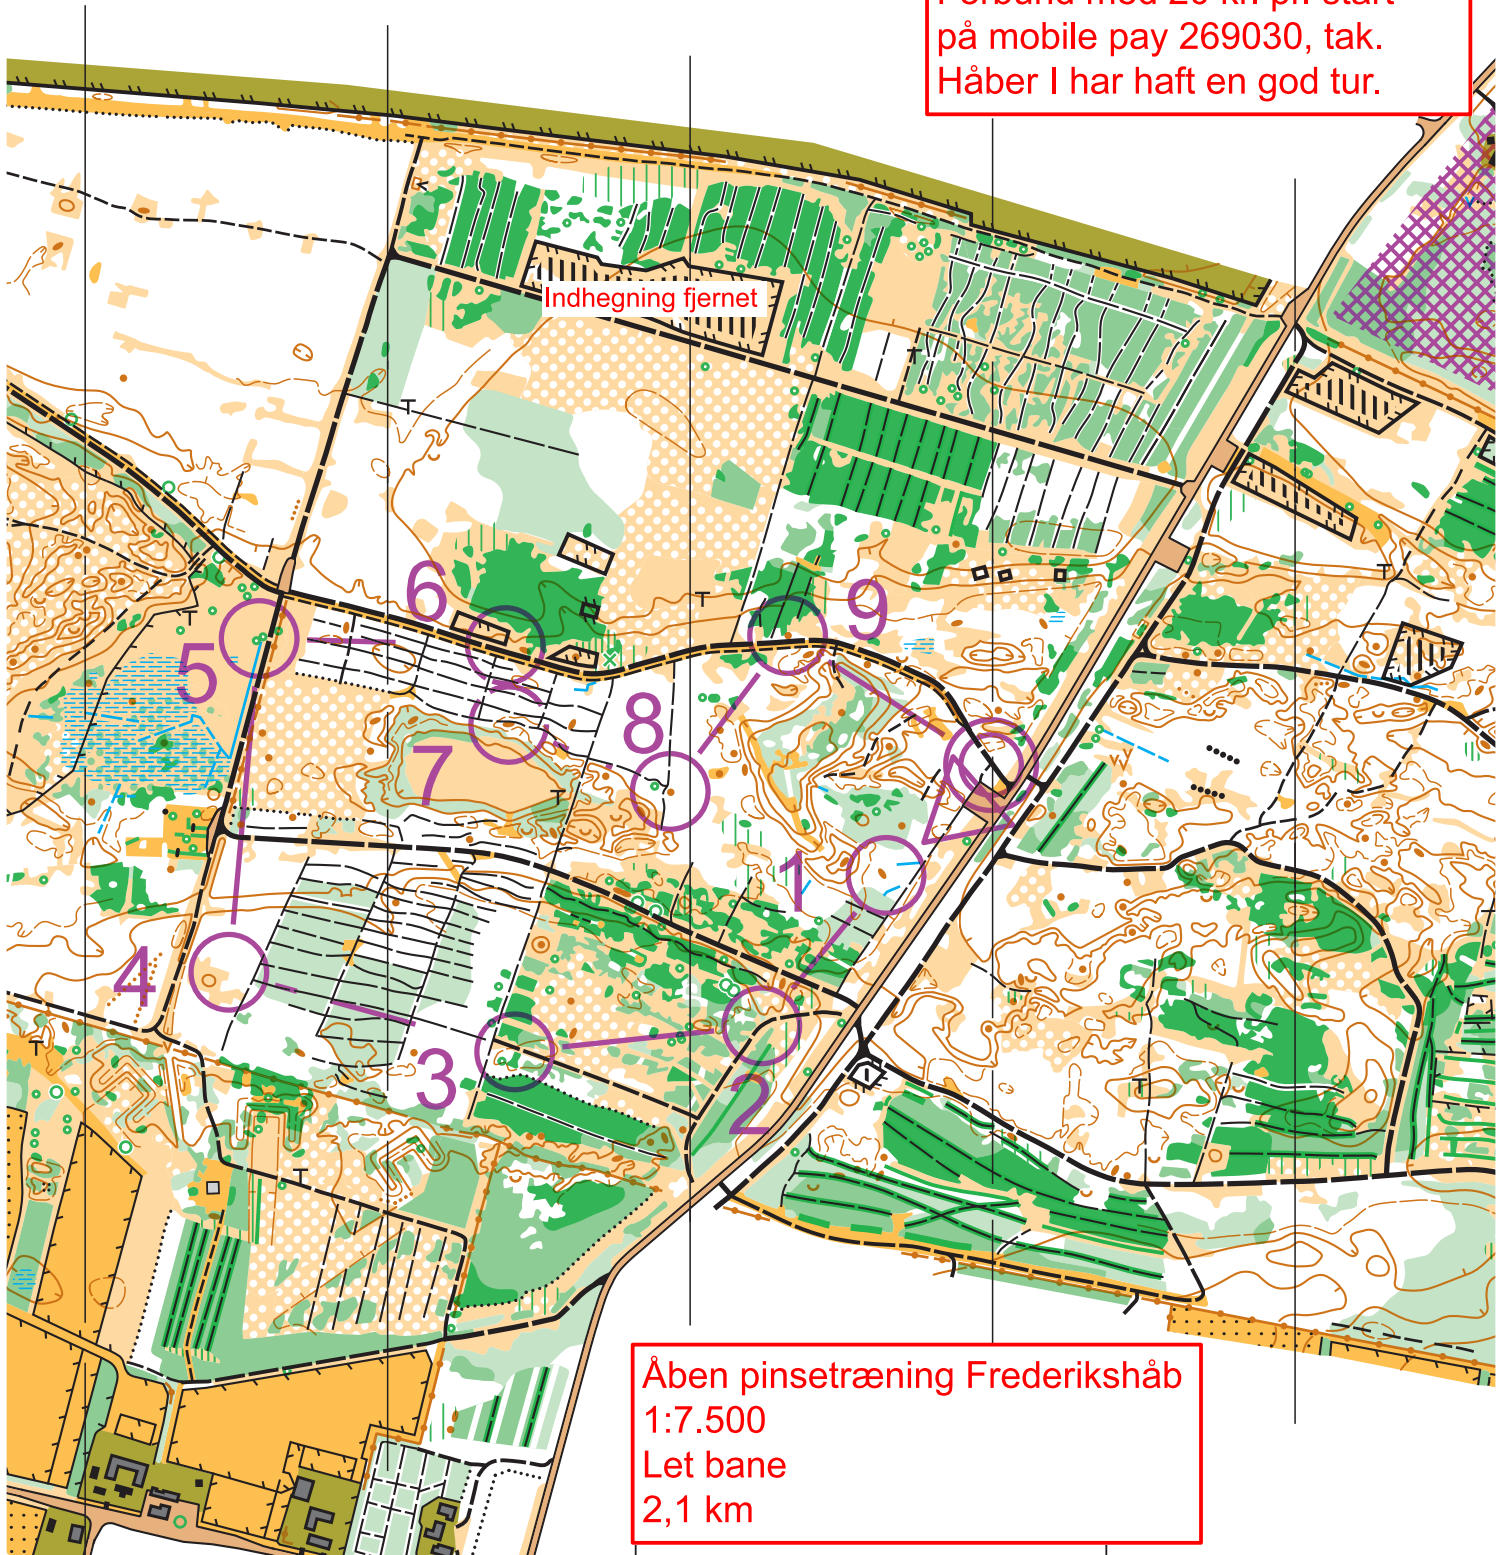 på mobile pay 269030, tak.
Håber I har haft en god tur.
Indhegning fjernet
6
9
5
8
7
1
4
3
2
Åben pinsetræning Frederikshåb
1:7.500
Let bane
2,1 km